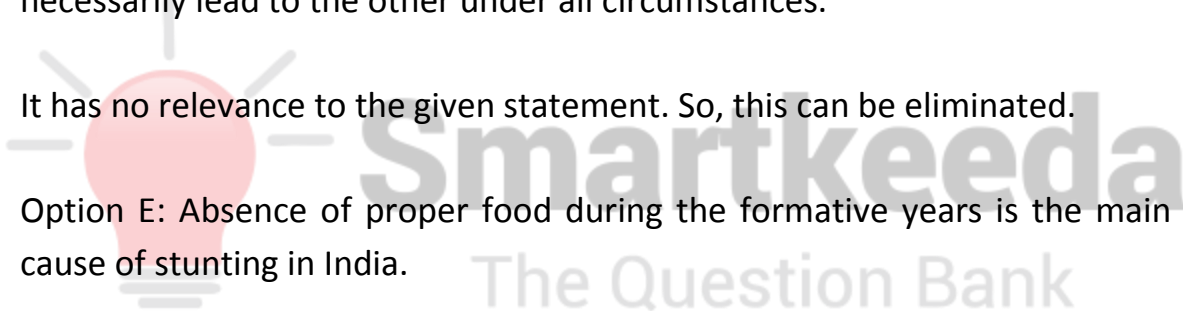 necessarily lead to the other under all circumstances.
It has no relevance to the given statement. So, this can be eliminated.
Smartkeeda
Option E: Absence of proper food during the formative years is the main
cause of stunting in India.
The Question Bank